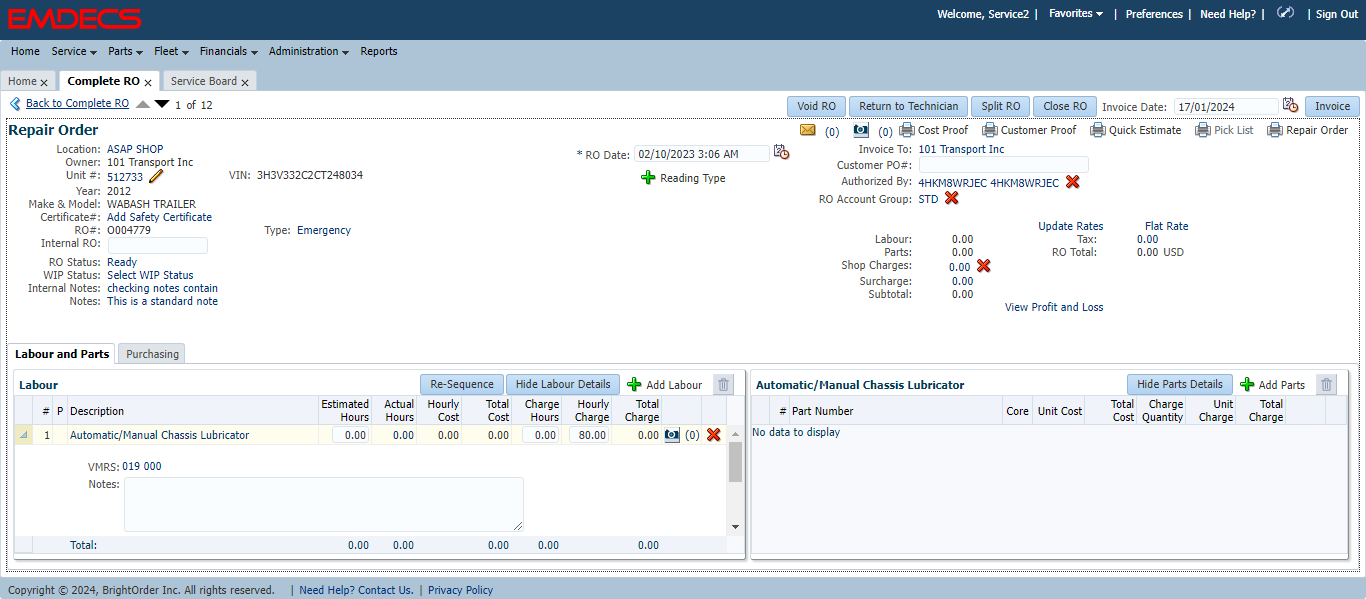 EMDECS
Welcome, Service2 | Favorites | Preferences | Need Help? | | Sign Out
Home Service Parts Fleet Financials Administration Reports
Home x Complete RO x Service Board x
Back to Complete RO 1 of 12 Void RO Return to Technician Split RO Close RO Invoice Date: 17/01/2024 Invoice
Repair Order (0) (0) Cost Proof Customer Proof Quick Estimate Pick List Repair Order
Location: ASAP SHOP * RO Date: 02/10/2023 3:06 AM Invoice To: 101 Transport Inc
Owner: 101 Transport Inc Customer PO#:
Unit #: 512733 VIN: 3H3V332C2CT248034 Reading Type Authorized By: 4HKM8WRJEC 4HKM8WRJEC
Year: 2012 RO Account Group: STD
Make & Model: WABASH TRAILER
Certificate#: Add Safety Certificate
RO#: O004779 Type: Emergency Update Rates Flat Rate
Internal RO: Labour: 0.00 Tax: 0.00
Parts: 0.00 RO Total: 0.00 USD
RO Status: Ready Shop Charges: 0.00
WIP Status: Select WIP Status Surcharge: 0.00
Internal Notes: checking notes contain Subtotal: 0.00
Notes: This is a standard note View Profit and Loss
Labour and Parts Purchasing
Labour Re-Sequence Hide Labour Details Add Labour
# P Description Estimated Hours Actual Hours Hourly Cost Total Cost Charge Hours Hourly Charge Total Charge
1 Automatic/Manual Chassis Lubricator 0.00 0.00 0.00 0.00 0.00 80.00 0.00 (0)
VMRS: 019 000
Notes:
Total: 0.00 0.00 0.00 0.00 0.00
Automatic/Manual Chassis Lubricator Hide Parts Details Add Parts
# Part Number Core Unit Cost Total Cost Charge Quantity Unit Charge Total Charge
No data to display
Copyright © 2024, BrightOrder Inc. All rights reserved. | Need Help? Contact Us. | Privacy Policy